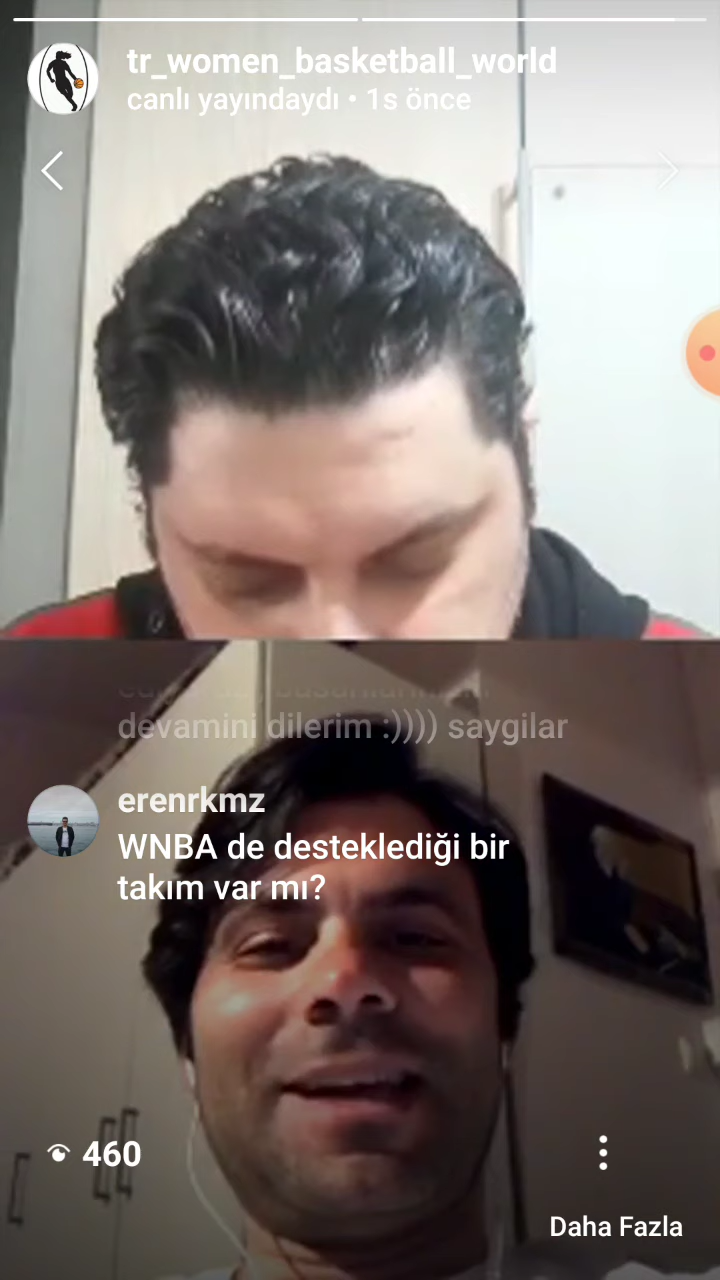 tr_women_basketball_world
canlı yayındaydı • 1s önce
devamini dilerim :)))) saygilar
erenrkmz
WNBA de desteklediği bir
takım var mı?
460
Daha Fazla